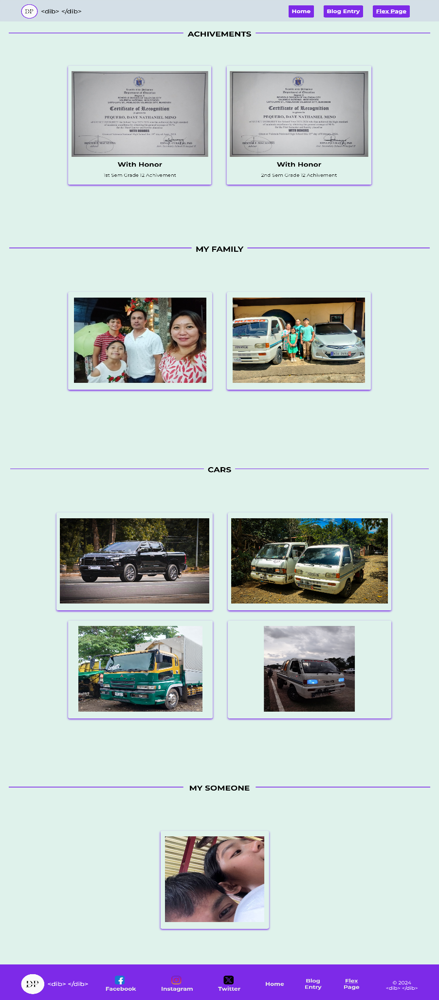 DP <dib> </dib>
Home
Blog Entry
Flex Page
ACHIVEMENTS
Republic of the Philippines
Department of Education
Region X
SCHOOLS DIVISION OF VALENCIA CITY
VALENCIA NATIONAL HIGH SCHOOL
LAPU-LAPU ST., POBLACION VALENCIA CITY, BUKIDNON
Certificate of Recognition
is given to
PEQUERO, DAVE NATHANIEL MINO
of G12 ICT INTEGRITY for School Year 2023-2024 who has achieved the high standard
of academic excellence by obtaining the general average of 90 %
for the Third Quarter and hereby placed as
WITH HONORS
Given at Valencia National High School this 19th day of April, 2024.
DEXTER F. MACALONG
Adviser
EDNA F. CUBAYAG, PhD
Asst. Secondary School Principal II
With Honor
1st Sem Grade 12 Achivement
Republic of the Philippines
Department of Education
Region X
SCHOOLS DIVISION OF VALENCIA CITY
VALENCIA NATIONAL HIGH SCHOOL
LAPU-LAPU ST., POBLACION VALENCIA CITY, BUKIDNON
Certificate of Recognition
is given to
PEQUERO, DAVE NATHANIEL MINO
of G12 ICT INTEGRITY for School Year 2023-2024 who has achieved the high standard
of academic excellence by obtaining the general average of 90 %
for the First Semester and hereby placed as
WITH HONORS
Given at Valencia National High School this 15th day of February, 2024.
DEXTER F. MACALONG
Adviser
EDNA F. CUBAYAG, PhD
Asst. Secondary School Principal II
With Honor
2nd Sem Grade 12 Achivement
MY FAMILY
SUZUKI
CARS
MY SOMEONE
DP <dib> </dib>
Facebook
Instagram
Twitter
Home
Blog
Entry
Flex
Page
© 2024
<dib> </dib>